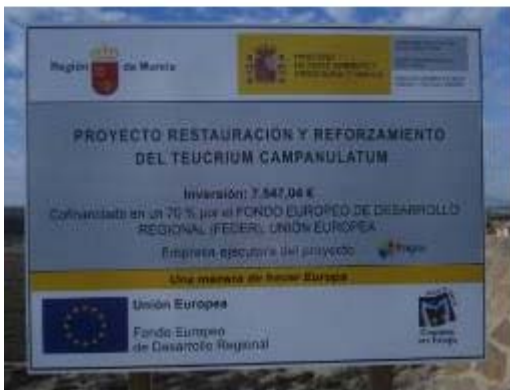 Región de Murcia
PROYECTO RESTAURACIÓN Y REFORZAMIENTO
DEL TEUCRIUM CAMPANULATUM
Inversión: 7.547,04 €
Cofinanciado en un 70 % por el FONDO EUROPEO DE DESARROLLO
REGIONAL (FEDER), UNIÓN EUROPEA
Empresa ejecutora del proyecto
Una manera de hacer Europa
Unión Europea
Fondo Europeo
de Desarrollo Regional